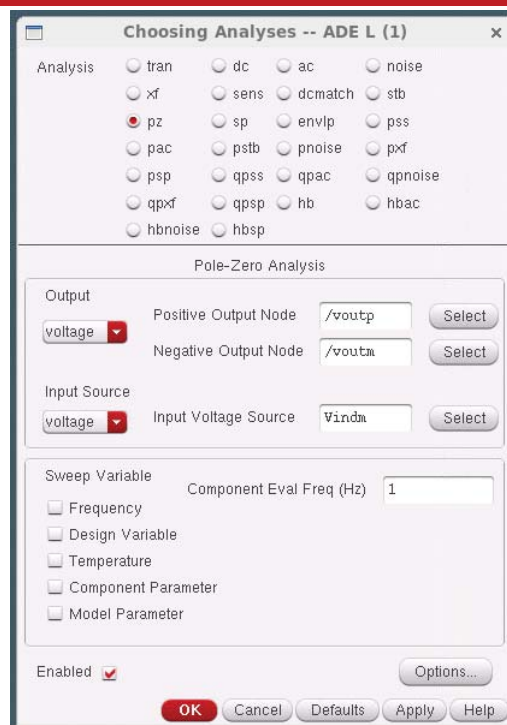 Choosing Analyses -- ADE L (1) ×
Analysis tran dc ac noise
xf sens dcmatch stb
pz sp envlp pss
pac pstb pnoise pxf
psp qpss qpac qpnoise
qpxf qpsp hb hbac
hbnoise hbsp
Pole-Zero Analysis
Output
voltage Positive Output Node /voutp Select
Negative Output Node /voutm Select
Input Source
voltage Input Voltage Source Vindm Select
Sweep Variable
Component Eval Freq (Hz) 1
Frequency
Design Variable
Temperature
Component Parameter
Model Parameter
Enabled Options...
OK Cancel Defaults Apply Help